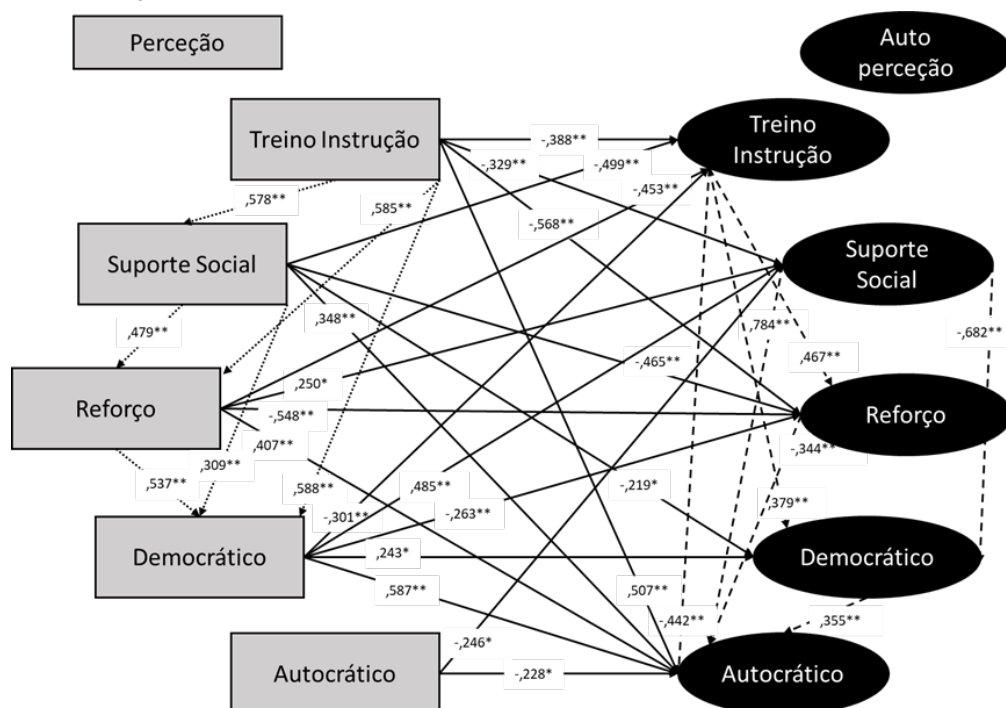 Perceção
Auto
perceção
Treino Instrução
Treino
Instrução
-,388**
-,329**
-,499**
-,453**
,578**
,585**
-,568**
Suporte Social
Suporte
Social
,479**
,348**
,784**
-,682**
-,465**
,467**
,250*
Reforço
Reforço
-,548**
,407**
-,344**
,309**
,537**
,588**
,485**
-,219*
,379**
-,301**
-,263**
Democrático
Democrático
,243*
,587**
,507**
-,442**
,355**
-,246*
Autocrático
-,228*
Autocrático